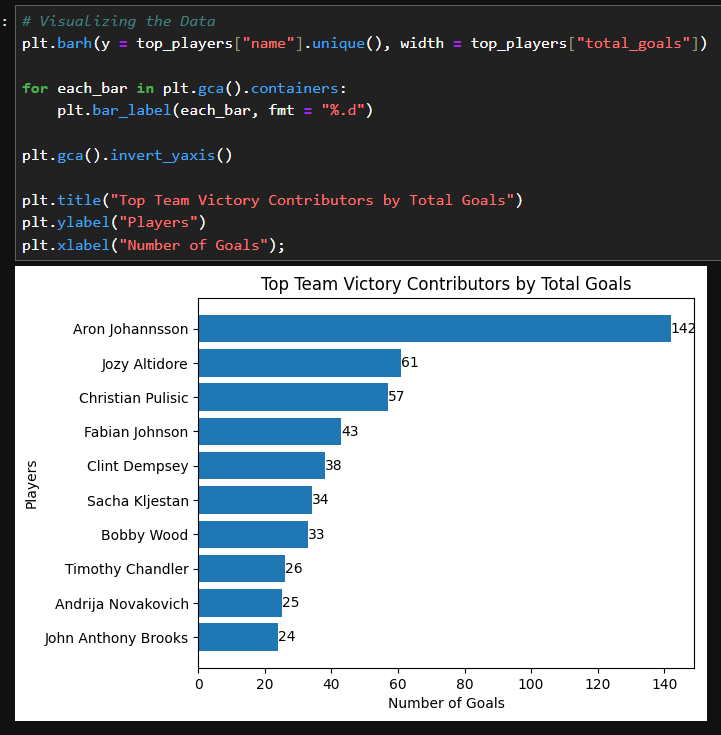 :
# Visualizing the Data
plt.barh(y = top_players["name"].unique(), width = top_players["total_goals"])
for each_bar in plt.gca().containers:
    plt.bar_label(each_bar, fmt = "%.d")
plt.gca().invert_yaxis()
plt.title("Top Team Victory Contributors by Total Goals")
plt.ylabel("Players")
plt.xlabel("Number of Goals");
Top Team Victory Contributors by Total Goals
Players
Aron Johannsson 142
Jozy Altidore 61
Christian Pulisic 57
Fabian Johnson 43
Clint Dempsey 38
Sacha Kljestan 34
Bobby Wood 33
Timothy Chandler 26
Andrija Novakovich 25
John Anthony Brooks 24
0 20 40 60 80 100 120 140
Number of Goals